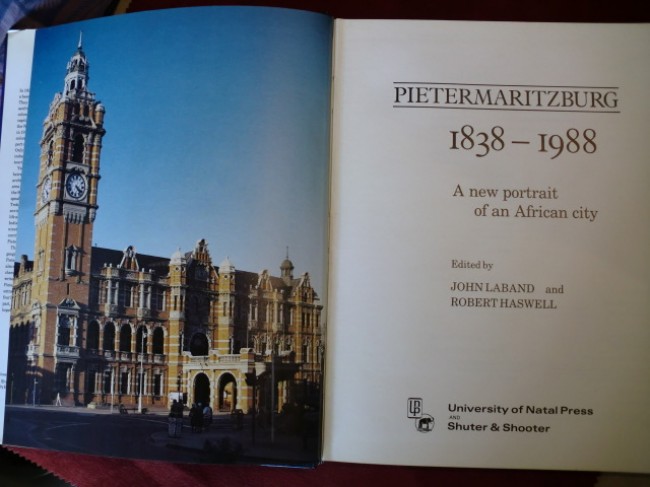 PIETERMARITZBURG
1838 – 1988
A new portrait
of an African city
Edited by
JOHN LABAND and
ROBERT HASWELL
University of Natal Press
AND
Shuter & Shooter